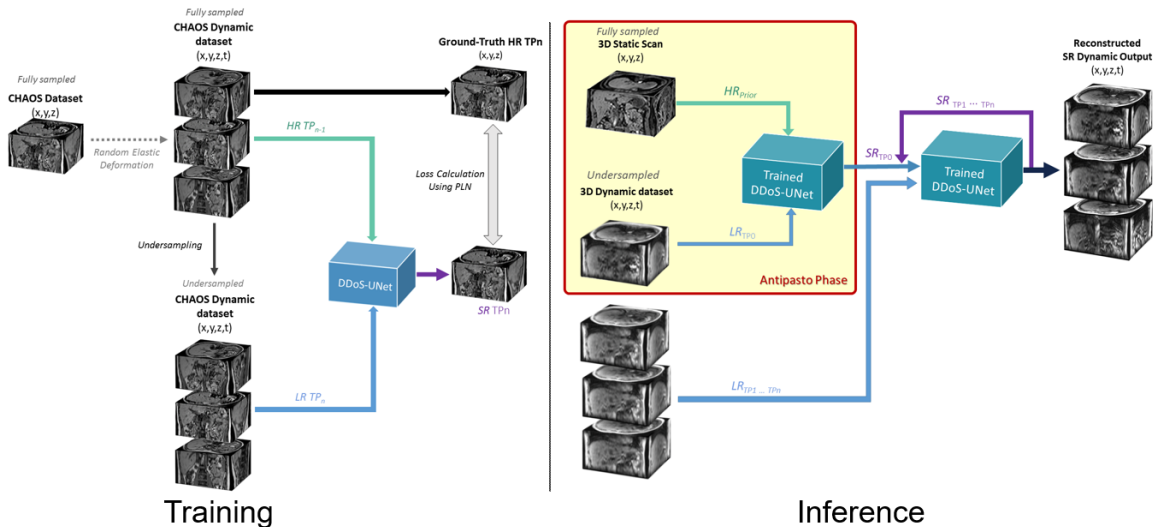 Fully sampled
CHAOS Dataset
(x,y,z)
Random Elastic
Deformation
Fully sampled
CHAOS Dynamic
dataset
(x,y,z,t)
HR TPn-1
Undersampling
Undersampled
CHAOS Dynamic
dataset
(x,y,z,t)
LR TPn
DDoS-UNet
Ground-Truth HR TPn
(x,y,z)
Loss Calculation
Using PLN
SR TPn
Training
Fully sampled
3D Static Scan
(x,y,z)
HRPrior
Undersampled
3D Dynamic dataset
(x,y,z,t)
LRTP0
Trained
DDoS-UNet
Antipasto Phase
SRTP0
SR TP1 ... TPn
Trained
DDoS-UNet
LRTP1 ... TPn
Reconstructed
SR Dynamic Output
(x,y,z,t)
Inference